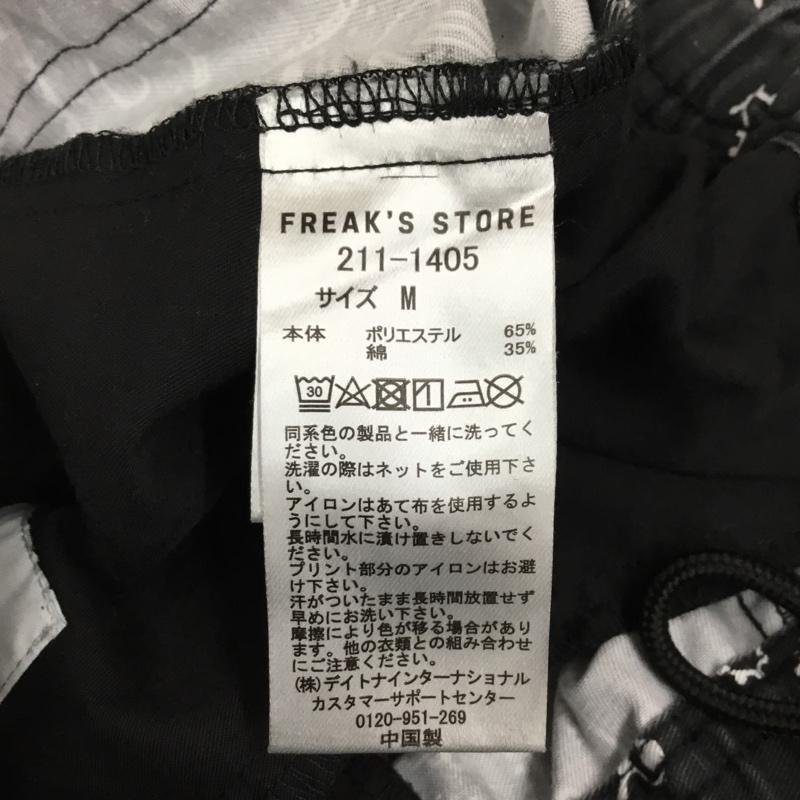 FREAK'S STORE
211-1405
サイズ M
本体 ポリエステル 65%
綿 35%
30
同系色の製品と一緒に洗ってく
ださい。
洗濯の際はネットをご使用下さ
い。
アイロンはあて布を使用するよ
うにして下さい。
長時間水に漬け置きしないでく
ださい。
プリント部分のアイロンはお避
け下さい。
汗がついたまま長時間放置せず
早めにお洗い下さい。
摩擦により色が移る場合があり
ます。他の衣類との組み合わせ
にご注意ください。
(株)デイトナインターナショナル
カスタマーサポートセンター
0120-951-269
中国製